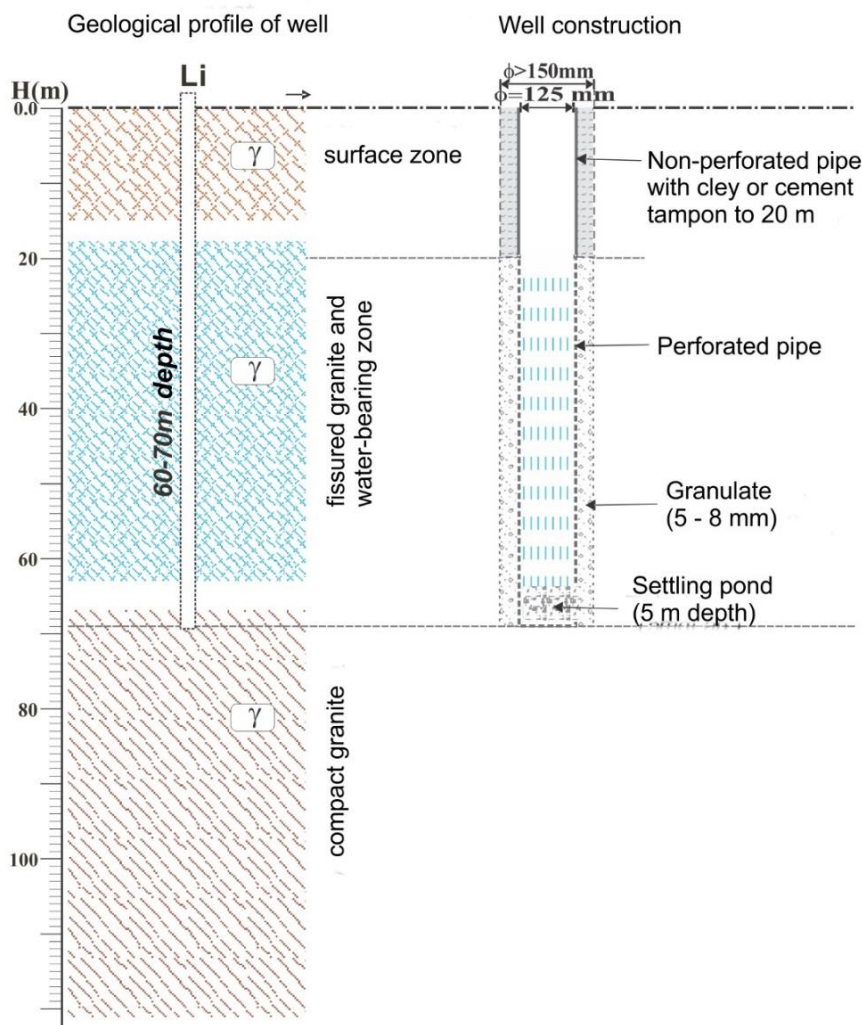 Geological profile of well
Well construction
Li
H(m)
ϕ>150mm
ϕ=125 mm
0.0
γ
surface zone
Non-perforated pipe
with cley or cement
tampon to 20 m
20
60-70m depth
γ
fissured granite and
water-bearing zone
Perforated pipe
40
Granulate
(5 - 8 mm)
60
Settling pond
(5 m depth)
80
γ
compact granite
100